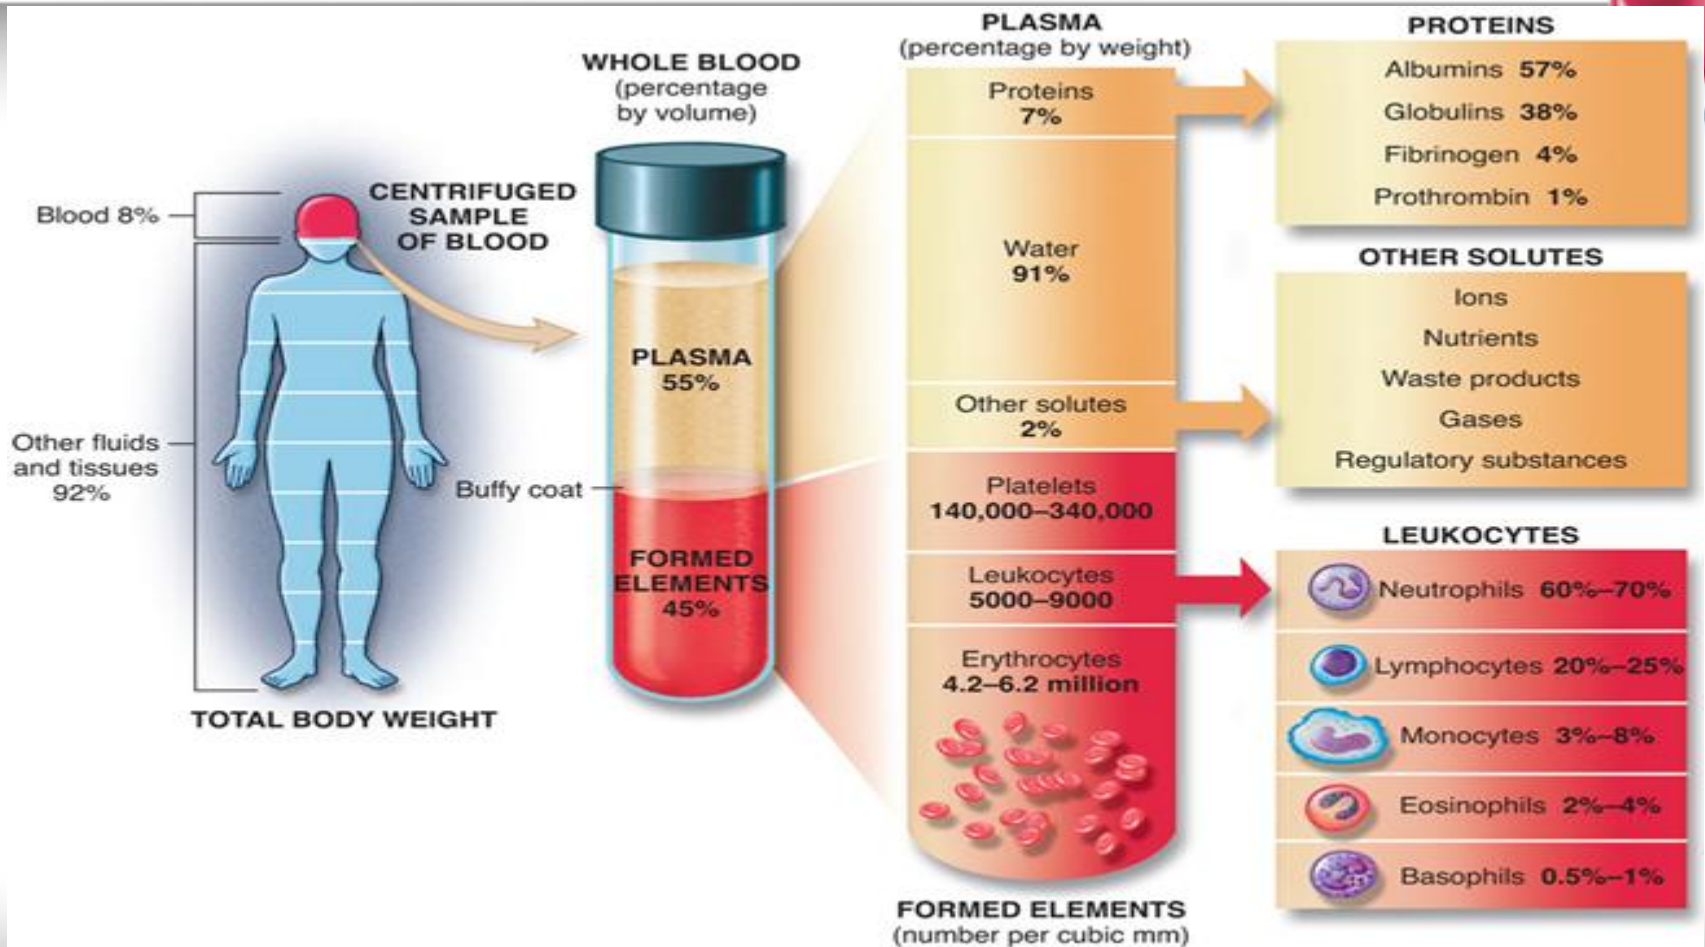 Blood 8%
Other fluids
and tissues
92%
TOTAL BODY WEIGHT
CENTRIFUGED
SAMPLE
OF BLOOD
WHOLE BLOOD
(percentage
by volume)
PLASMA
55%
Buffy coat
FORMED
ELEMENTS
45%
PLASMA
(percentage by weight)
Proteins
7%
Water
91%
Other solutes
2%
Platelets
140,000–340,000
Leukocytes
5000–9000
Erythrocytes
4.2–6.2 million
FORMED ELEMENTS
(number per cubic mm)
PROTEINS
Albumins 57%
Globulins 38%
Fibrinogen 4%
Prothrombin 1%
OTHER SOLUTES
Ions
Nutrients
Waste products
Gases
Regulatory substances
LEUKOCYTES
Neutrophils 60%–70%
Lymphocytes 20%–25%
Monocytes 3%–8%
Eosinophils 2%–4%
Basophils 0.5%–1%